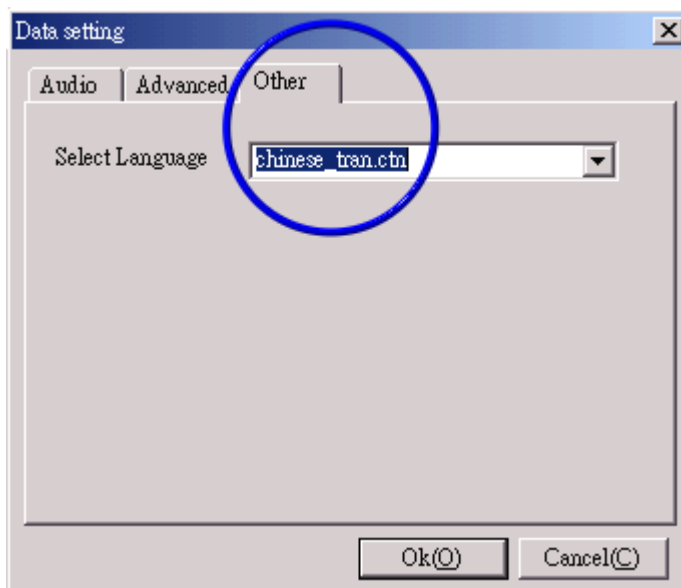 Data setting
Audio Advanced Other
Select Language chinese_tran.ctn
Ok(O) Cancel(C)